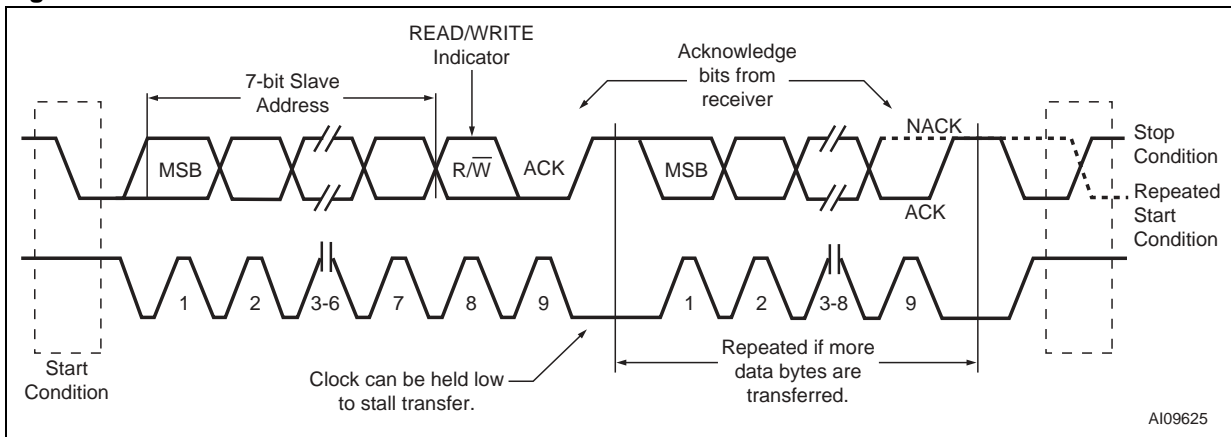 READ/WRITE
Indicator
Acknowledge
bits from
receiver
7-bit Slave
Address
NACK
Stop
Condition
MSB
R/W̅
ACK
MSB
ACK
Repeated
Start
Condition
1
2
3-6
7
8
9
1
2
3-8
9
Start
Condition
Clock can be held low
to stall transfer.
Repeated if more
data bytes are
transferred.
AI09625